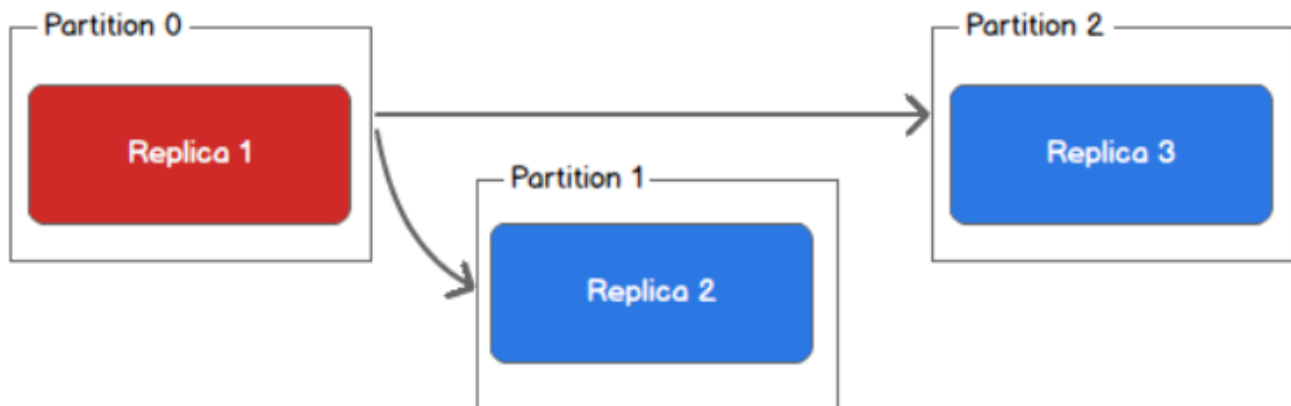 Partition 0
Partition 2
Replica 1
Replica 3
Partition 1
Replica 2